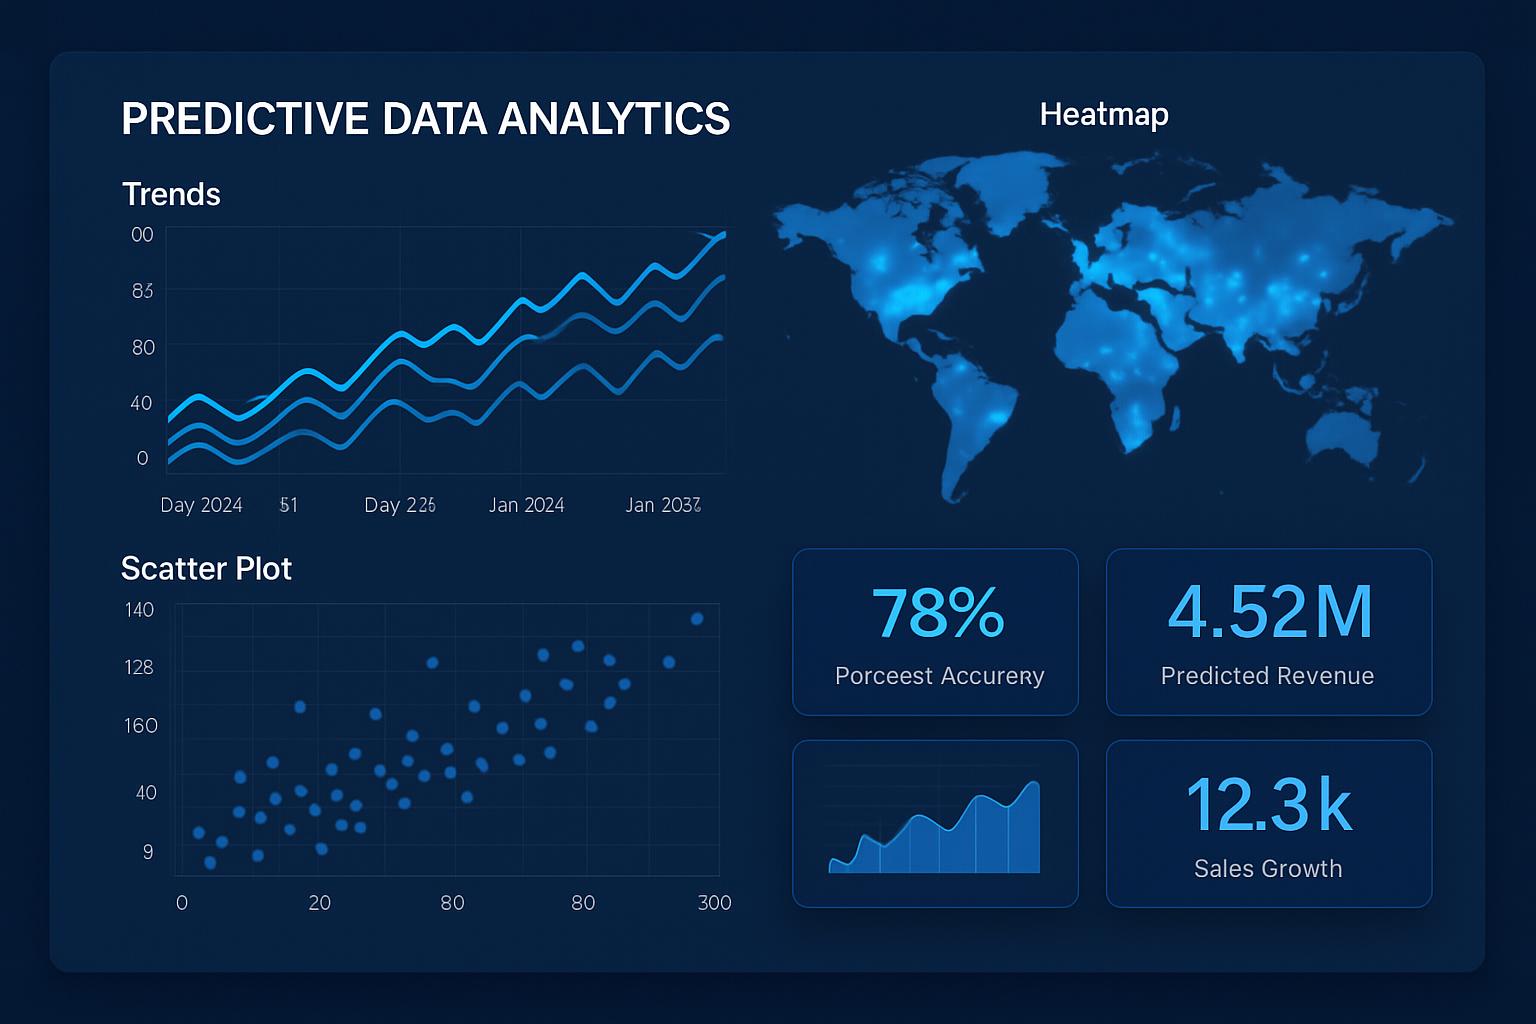 PREDICTIVE DATA ANALYTICS
Trends
00
83
80
40
0
Day 2024 51 Day 226 Jan 2024 Jan 2037
Scatter Plot
140
128
160
40
9
0 20 80 80 300
Heatmap
78%
Porceest Accurery
4.52M
Predicted Revenue
12.3k
Sales Growth